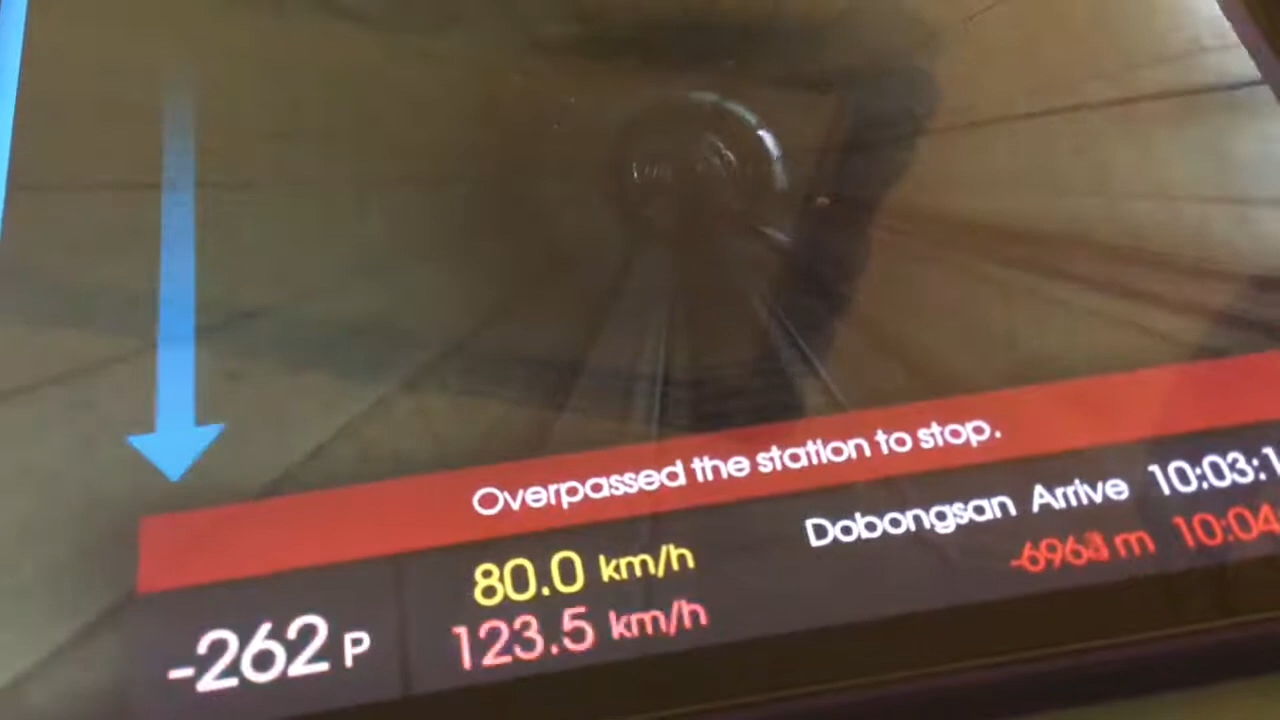 Overpassed the station to stop.
80.0 km/h
Dobongsan Arrive 10:03:1
123.5 km/h
m 10:04
-262 P